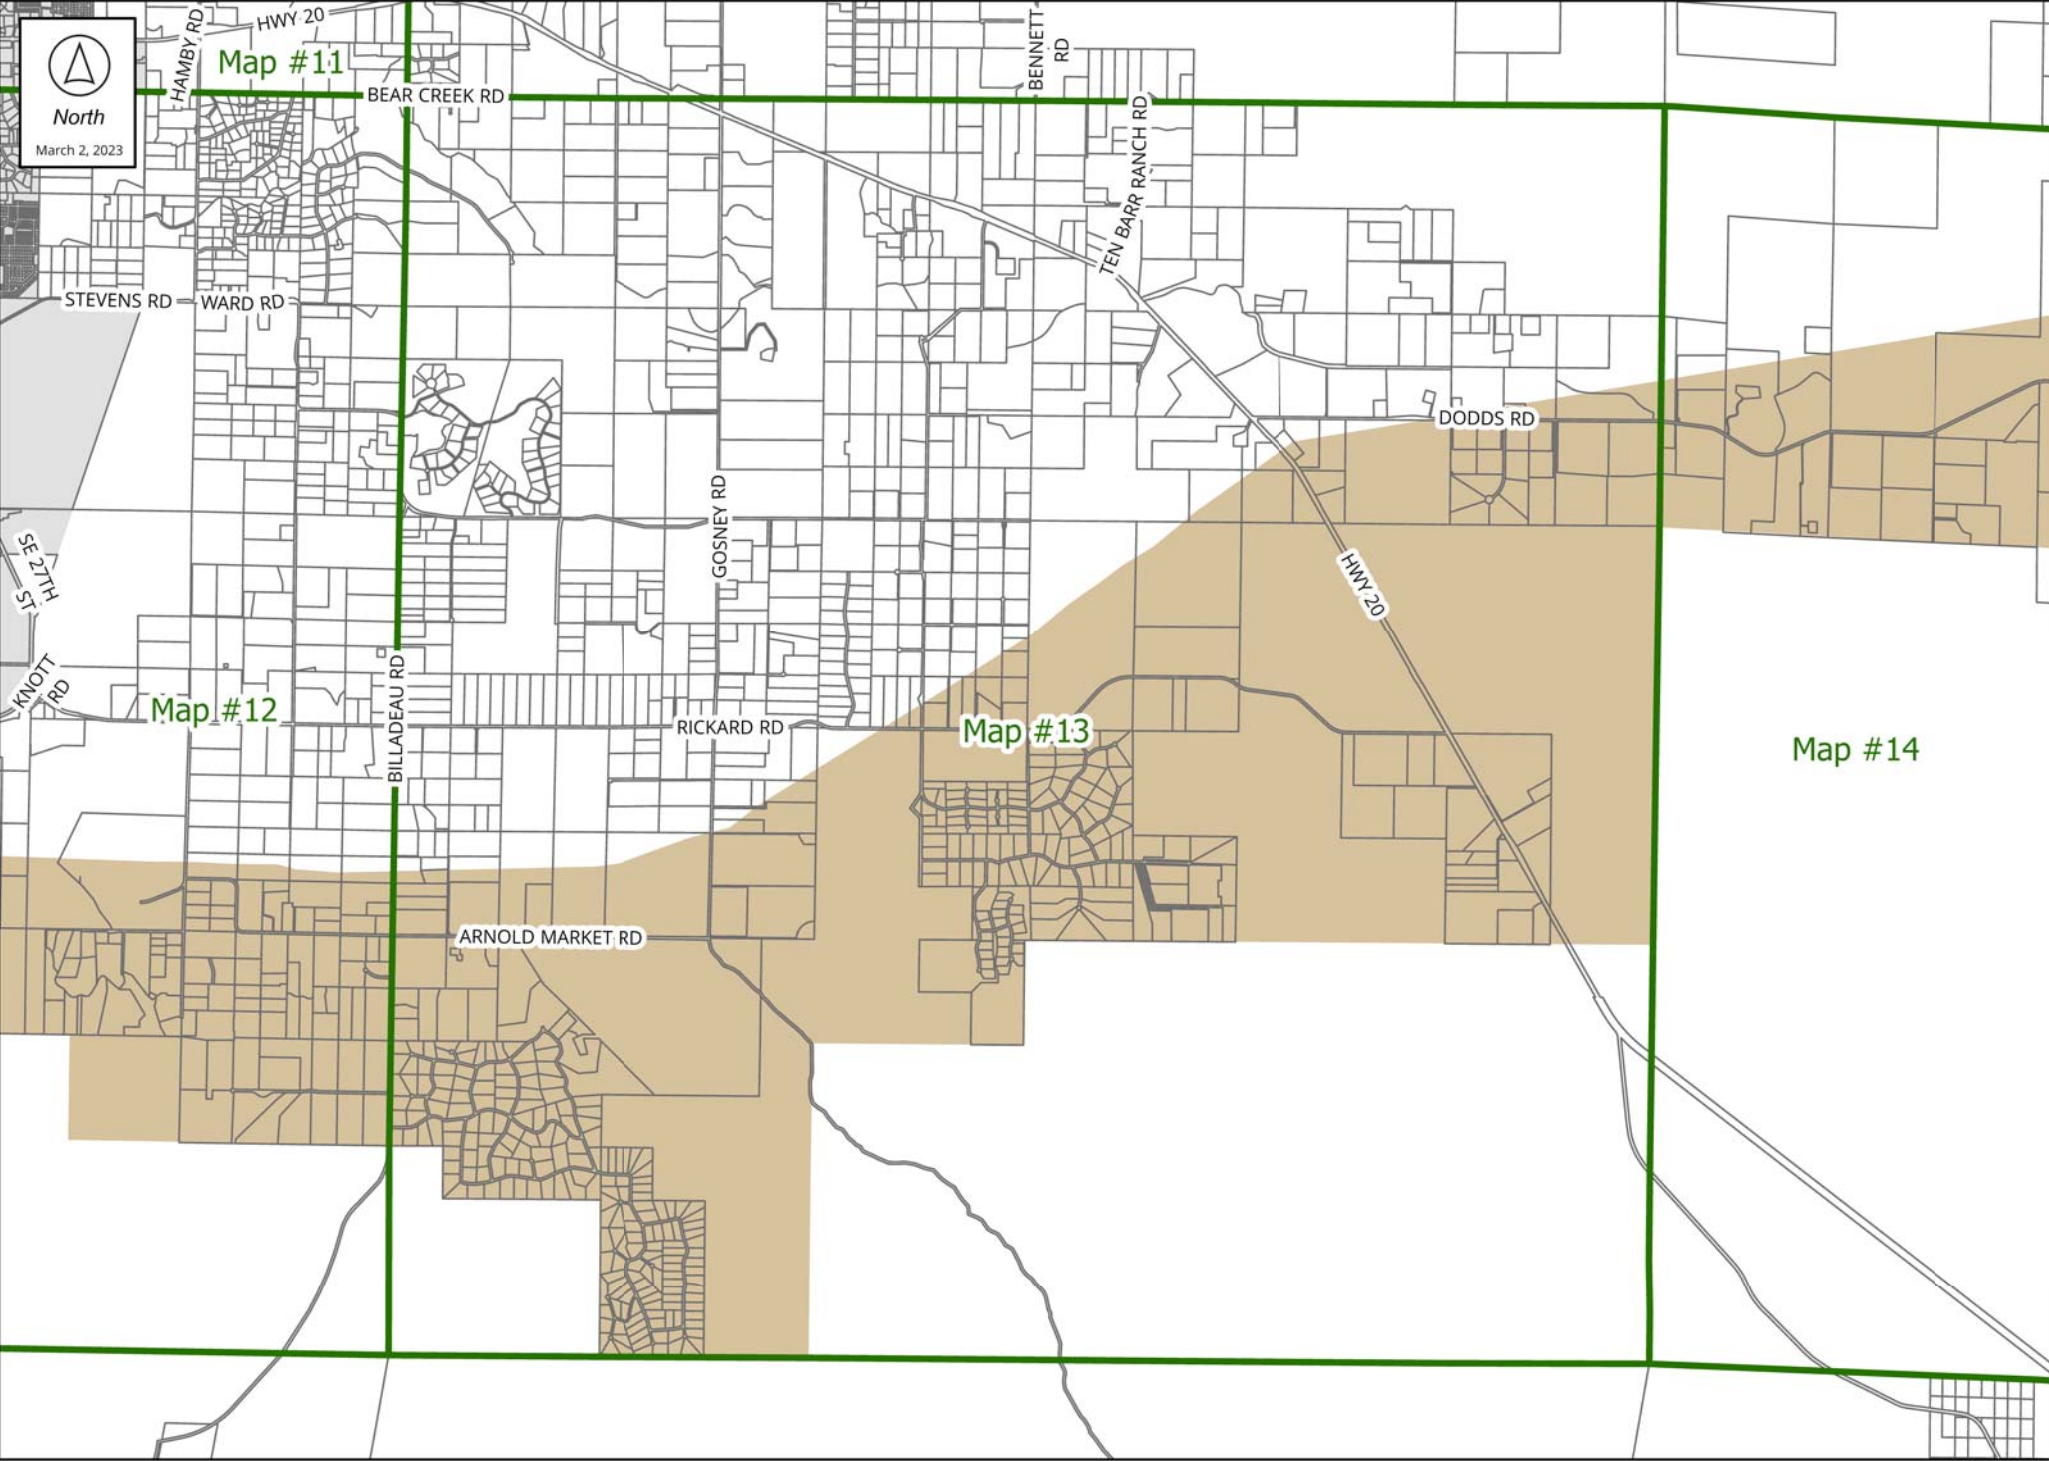 HWY 20
HAMBY RD
Map #11
BENNETT
RD
North
March 2, 2023
BEAR CREEK RD
TEN BARR RANCH RD
STEVENS RD
WARD RD
DODDS RD
GOSNEY RD
SE 27TH
ST
HWY 20
KNOTT
RD
Map #12
BILLADEAU RD
RICKARD RD
Map #13
Map #14
ARNOLD MARKET RD